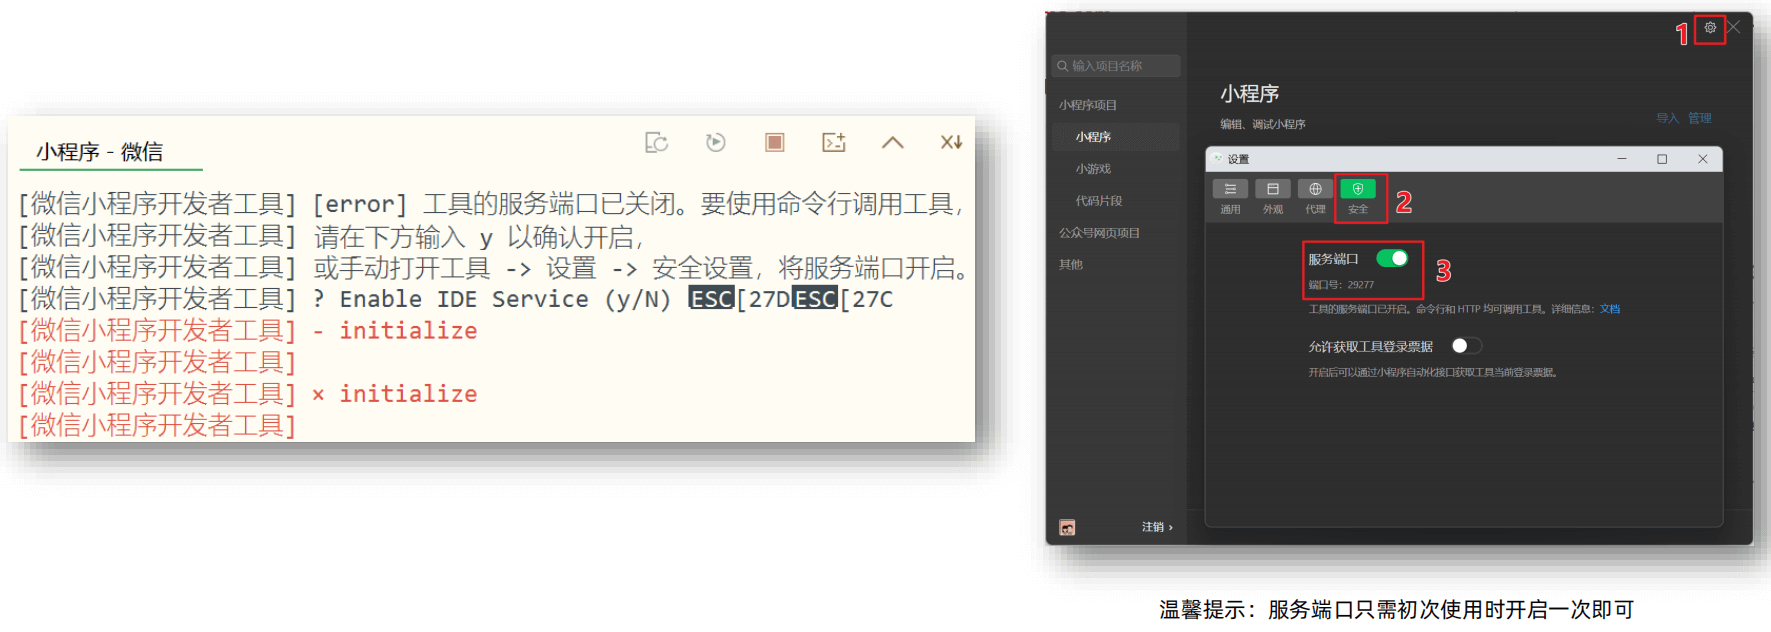 小程序 - 微信
[微信小程序开发者工具] [error] 工具的服务端口已关闭。要使用命令行调用工具，
[微信小程序开发者工具] 请在下方输入 y 以确认开启，
[微信小程序开发者工具] 或手动打开工具 -> 设置 -> 安全设置，将服务端口开启。
[微信小程序开发者工具] ? Enable IDE Service (y/N) ESC[27DESC[27C
[微信小程序开发者工具] - initialize
[微信小程序开发者工具]
[微信小程序开发者工具] × initialize
[微信小程序开发者工具]
1
输入项目名称
小程序项目
小程序
小游戏
代码片段
公众号网页项目
其他
注销 ›
小程序
编辑、调试小程序
导入 管理
设置
通用 外观 代理 安全
2
服务端口
端口号：29277
3
工具的服务端口已开启。命令行和 HTTP 均可调用工具。详细信息：文档
允许获取工具登录票据
开启后可以通过小程序自动化接口获取工具当前登录票据。
温馨提示：服务端口只需初次使用时开启一次即可